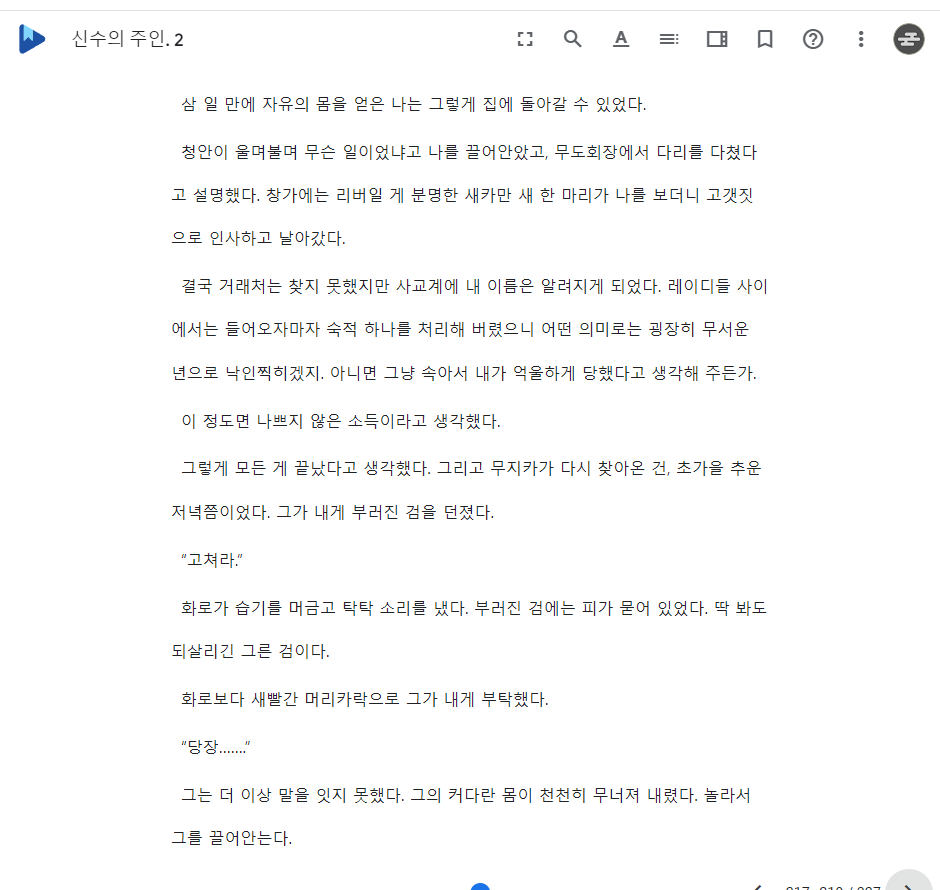 신수의 주인. 2
삼 일 만에 자유의 몸을 얻은 나는 그렇게 집에 돌아갈 수 있었다.
청안이 울며불며 무슨 일이었냐고 나를 끌어안았고, 무도회장에서 다리를 다쳤다
고 설명했다. 창가에는 리버일 게 분명한 새카만 새 한 마리가 나를 보더니 고갯짓
으로 인사하고 날아갔다.
결국 거래처는 찾지 못했지만 사교계에 내 이름은 알려지게 되었다. 레이디들 사이
에서는 들어오자마자 숙적 하나를 처리해 버렸으니 어떤 의미로는 굉장히 무서운
년으로 낙인찍히겠지. 아니면 그냥 속아서 내가 억울하게 당했다고 생각해 주든가.
이 정도면 나쁘지 않은 소득이라고 생각했다.
그렇게 모든 게 끝났다고 생각했다. 그리고 무지카가 다시 찾아온 건, 초가을 추운
저녁쯤이었다. 그가 내게 부러진 검을 던졌다.
“고쳐라.”
화로가 습기를 머금고 탁탁 소리를 냈다. 부러진 검에는 피가 묻어 있었다. 딱 봐도
되살리긴 그른 검이다.
화로보다 새빨간 머리카락으로 그가 내게 부탁했다.
“당장…….”
그는 더 이상 말을 잇지 못했다. 그의 커다란 몸이 천천히 무너져 내렸다. 놀라서
그를 끌어안는다.